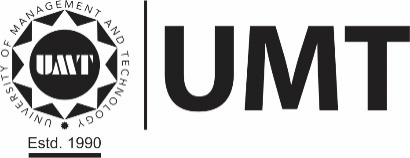 UNIVERSITY OF MANAGEMENT AND TECHNOLOGY
UMT
Estd. 1990
UMT